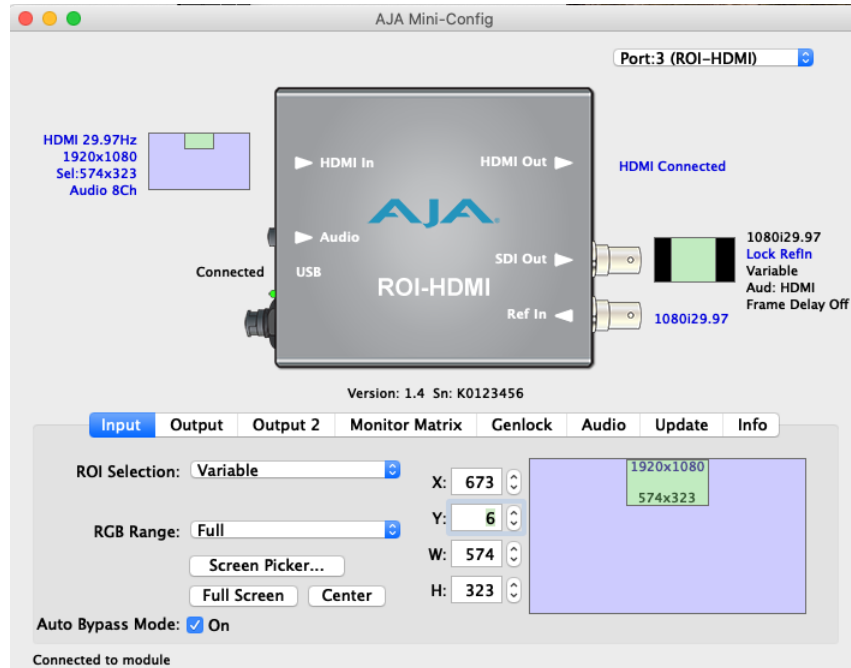 AJA Mini-Config
Port:3 (ROI-HDMI)
HDMI 29.97Hz
1920x1080
Sel:574x323
Audio 8Ch
HDMI In
HDMI Out
HDMI Connected
AJA
Audio
Connected
USB
SDI Out
ROI-HDMI
Ref In
1080i29.97
Lock RefIn
Variable
Aud: HDMI
Frame Delay Off
1080i29.97
Version: 1.4 Sn: K0123456
Input Output Output 2 Monitor Matrix Genlock Audio Update Info
ROI Selection: Variable
X: 673
Y: 6
RGB Range: Full
W: 574
Screen Picker...
H: 323
Full Screen Center
1920x1080
574x323
Auto Bypass Mode: On
Connected to module